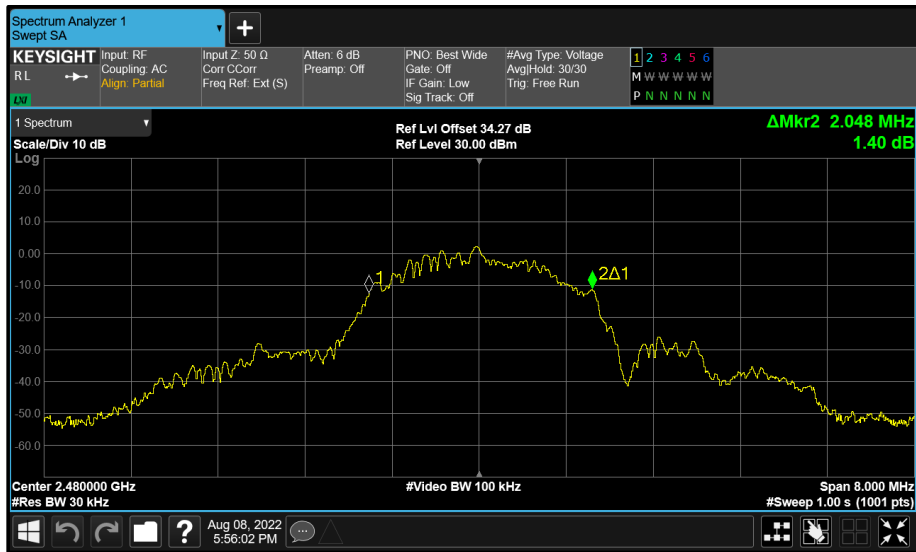 Spectrum Analyzer 1
Swept SA
▼
+
KEYSIGHT
R L
LXI
Input: RF
Coupling: AC
Align: Partial
Input Z: 50 Ω
Corr CCorr
Freq Ref: Ext (S)
Atten: 6 dB
Preamp: Off
PNO: Best Wide
Gate: Off
IF Gain: Low
Sig Track: Off
#Avg Type: Voltage
Avg|Hold: 30/30
Trig: Free Run
1 2 3 4 5 6
M W W W W W
P N N N N N
1 Spectrum ▼
Scale/Div 10 dB
Ref Lvl Offset 34.27 dB
Ref Level 30.00 dBm
ΔMkr2 2.048 MHz
1.40 dB
Log
20.0
10.0
0.00
-10.0
-20.0
-30.0
-40.0
-50.0
-60.0
1
2Δ1
Center 2.480000 GHz
#Res BW 30 kHz
#Video BW 100 kHz
Span 8.000 MHz
#Sweep 1.00 s (1001 pts)
?
Aug 08, 2022
5:56:02 PM